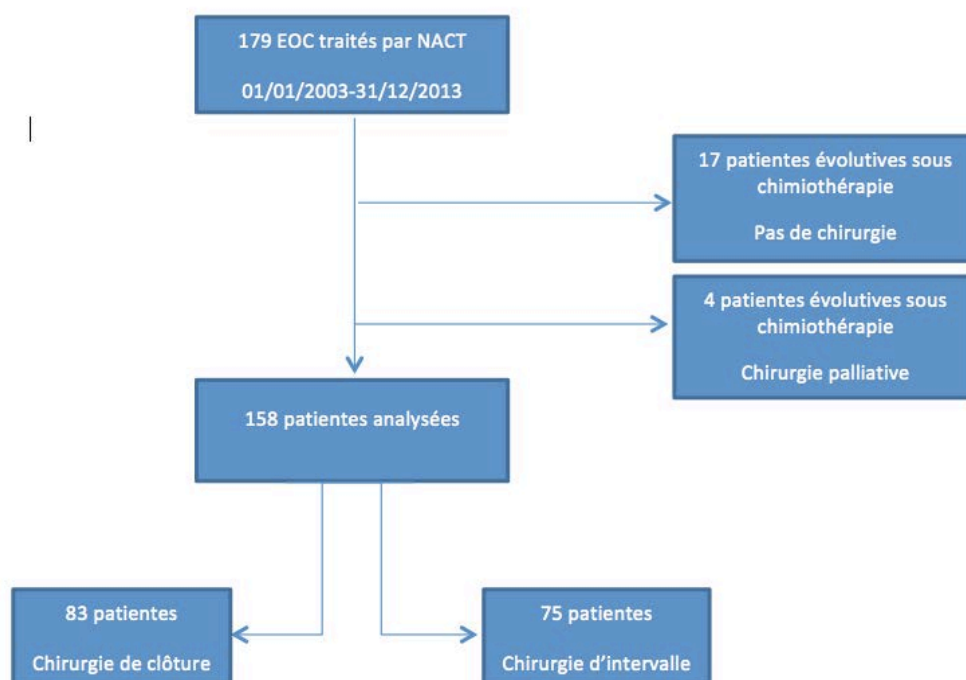 179 EOC traités par NACT
01/01/2003-31/12/2013
17 patientes évolutives sous
chimiothérapie
Pas de chirurgie
4 patientes évolutives sous
chimiothérapie
Chirurgie palliative
158 patientes analysées
83 patientes
Chirurgie de clôture
75 patientes
Chirurgie d’intervalle